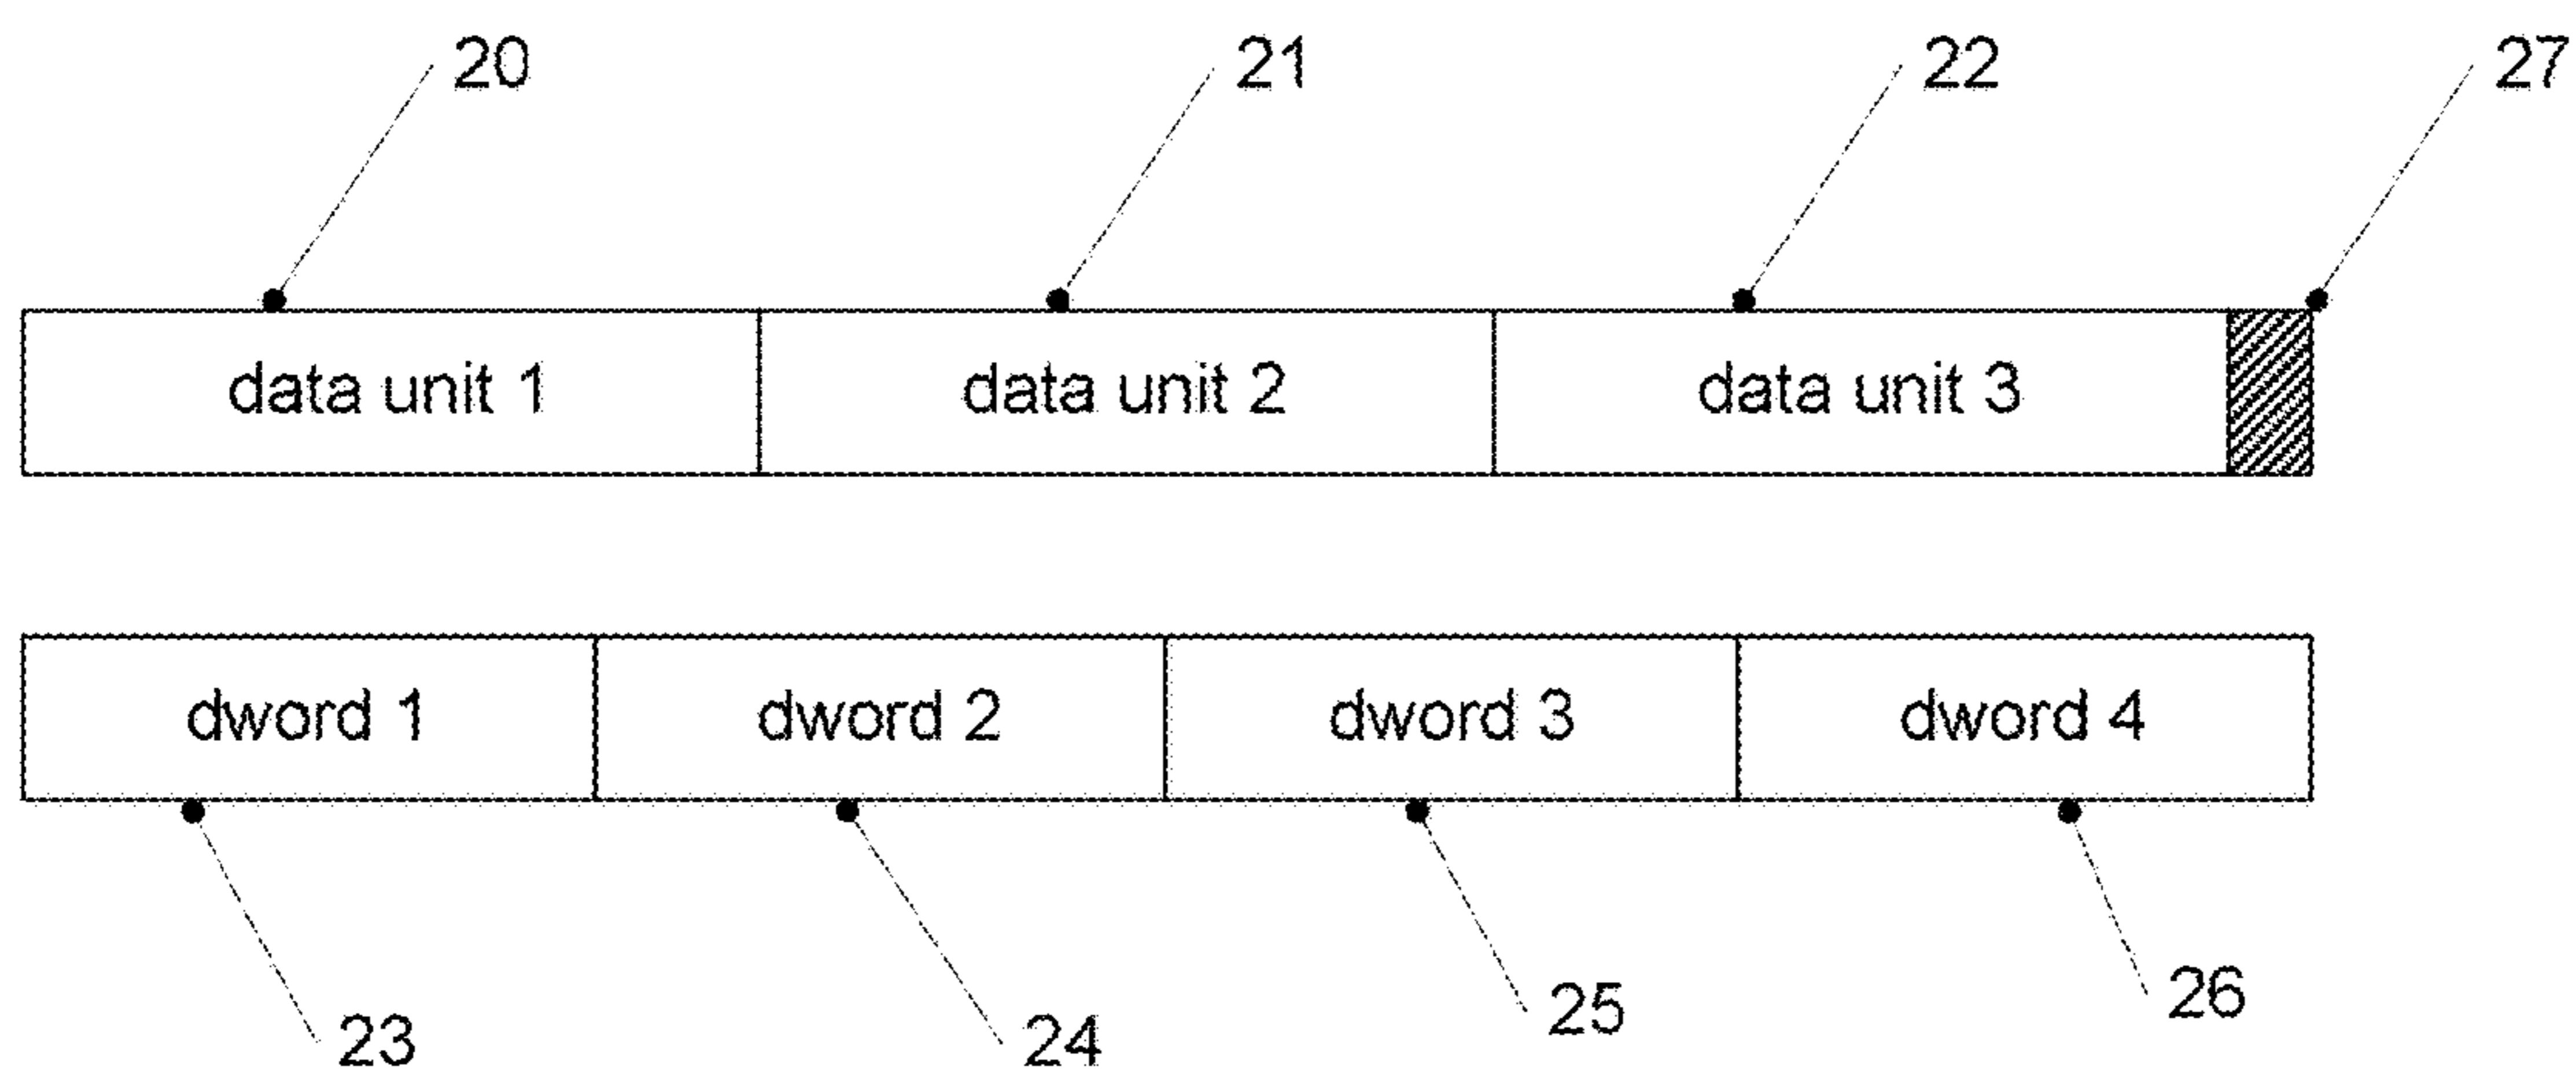 20 21 22 27
data unit 1 data unit 2 data unit 3
dword 1 dword 2 dword 3 dword 4
23 24 25 26